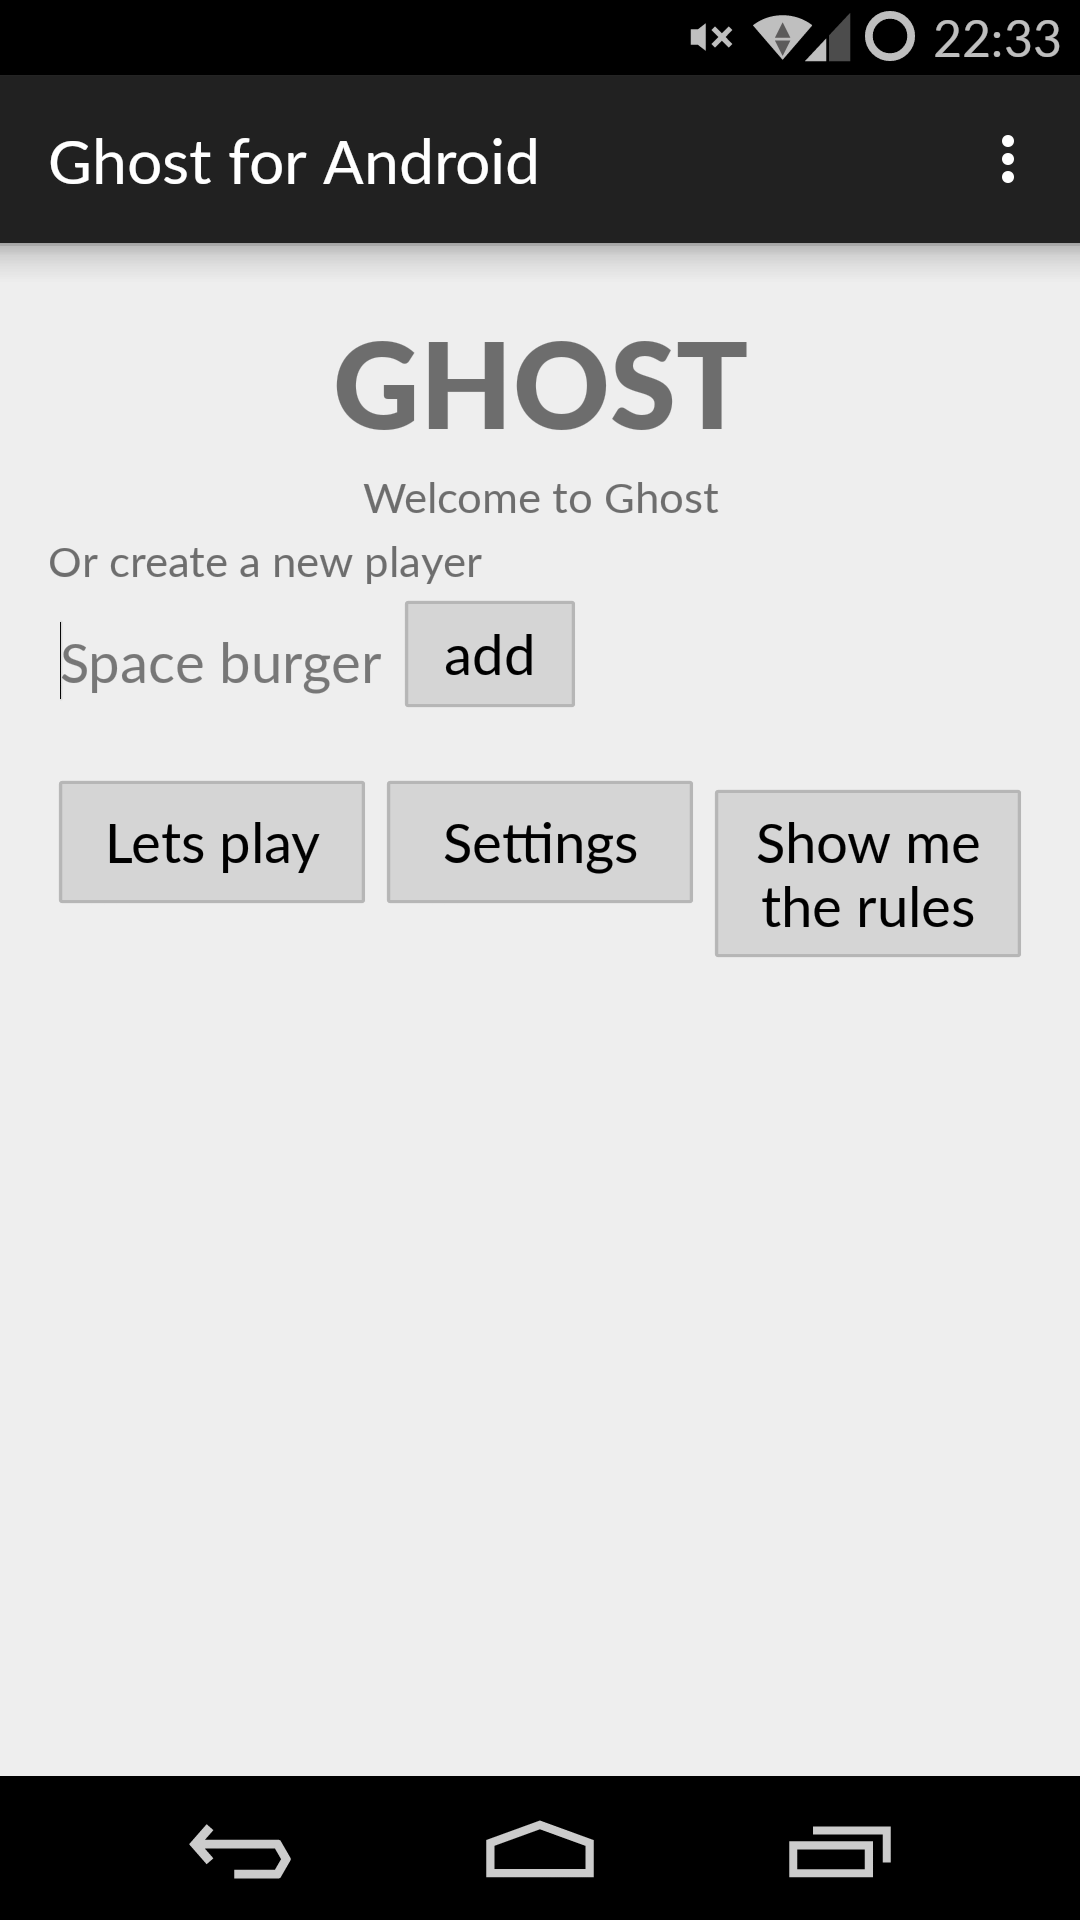 22:33
Ghost for Android
GHOST
Welcome to Ghost
Or create a new player
Space burger add
Lets play Settings Show me
the rules